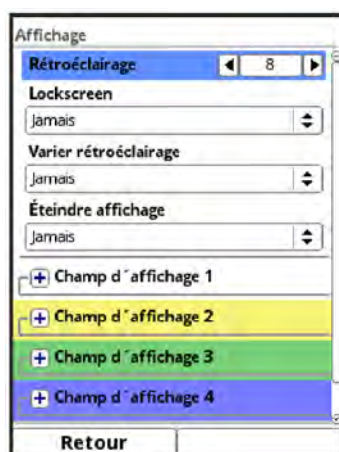 Affichage
Rétroéclairage 8
Lockscreen
Jamais
Varier rétroéclairage
Jamais
Éteindre affichage
Jamais
Champ d´affichage 1
Champ d´affichage 2
Champ d´affichage 3
Champ d´affichage 4
Retour